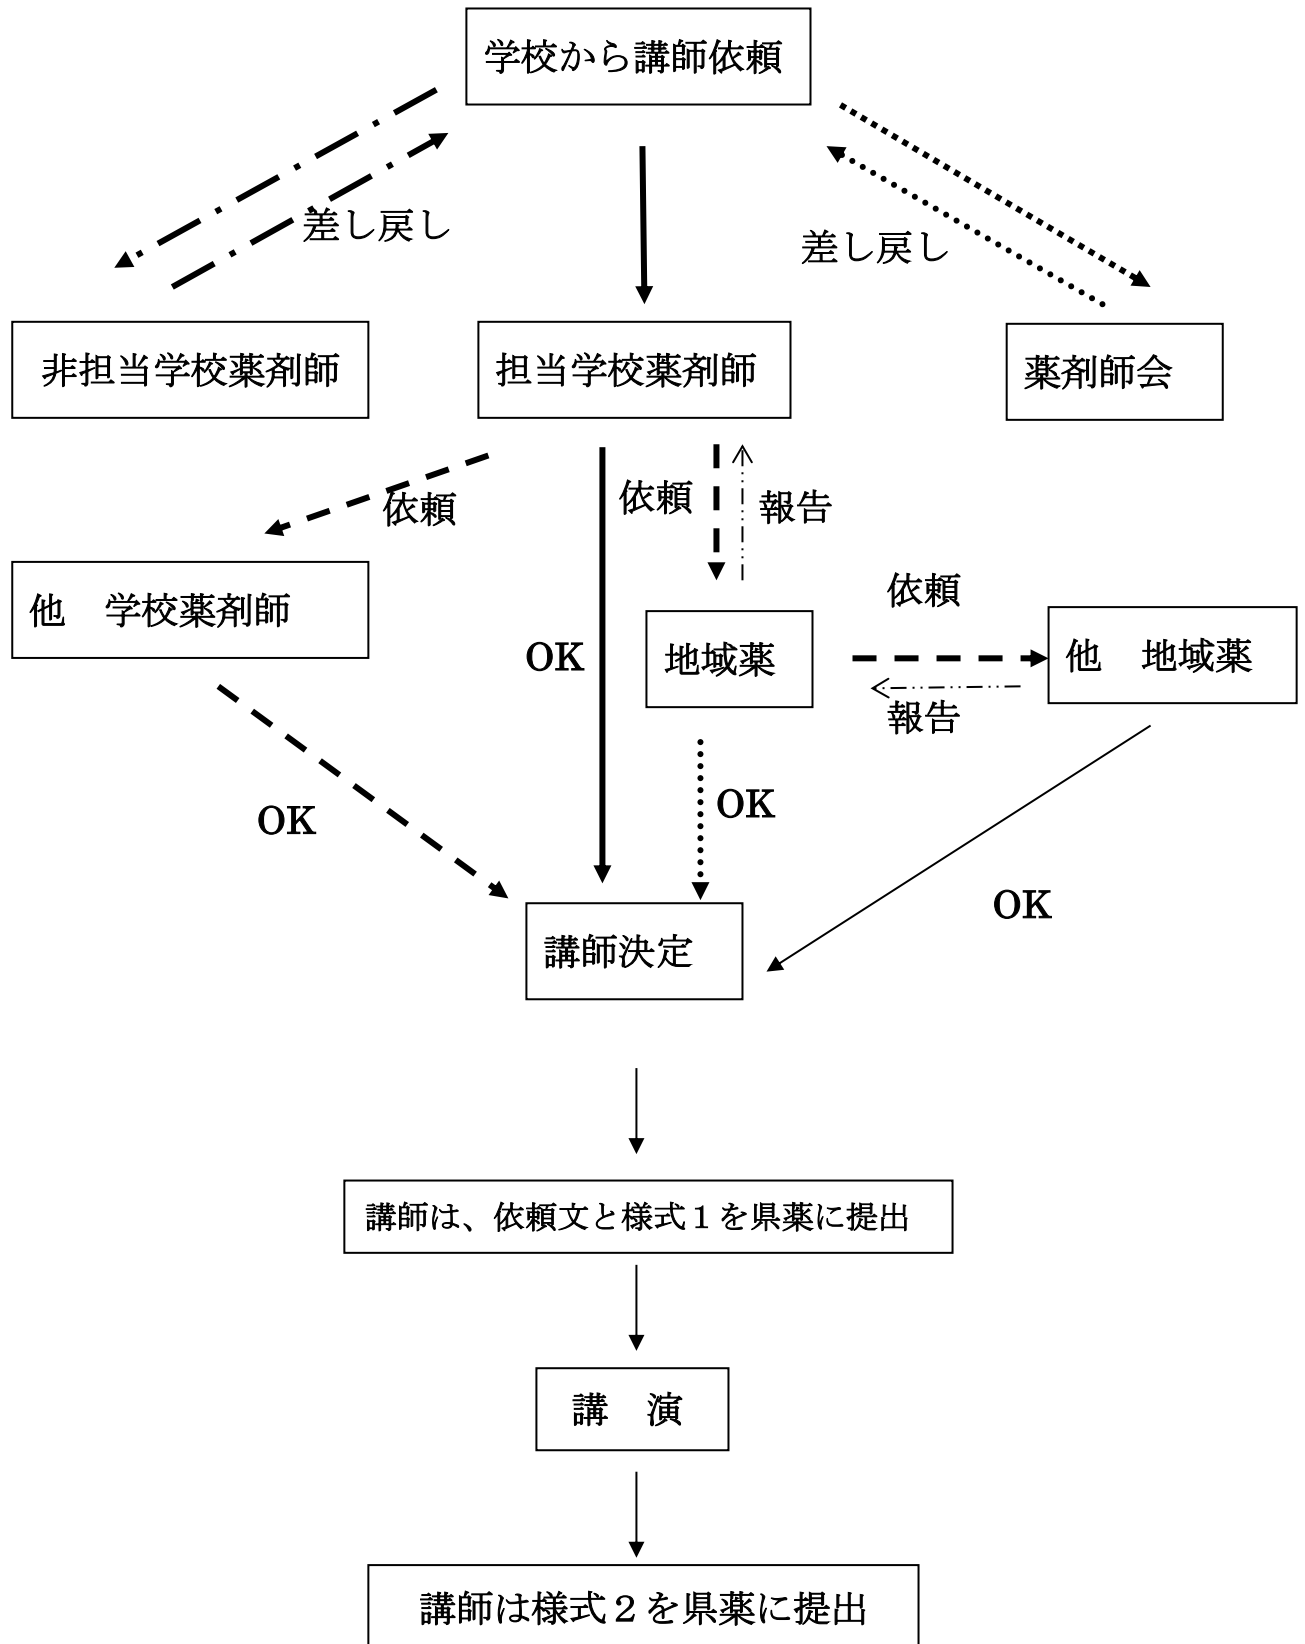 学校から講師依頼
差し戻し
差し戻し
非担当学校薬剤師
担当学校薬剤師
薬剤師会
依頼
依頼
報告
他　学校薬剤師
OK
地域薬
依頼
報告
他　地域薬
OK
OK
OK
講師決定
講師は、依頼文と様式１を県薬に提出
講　演
講師は様式２を県薬に提出